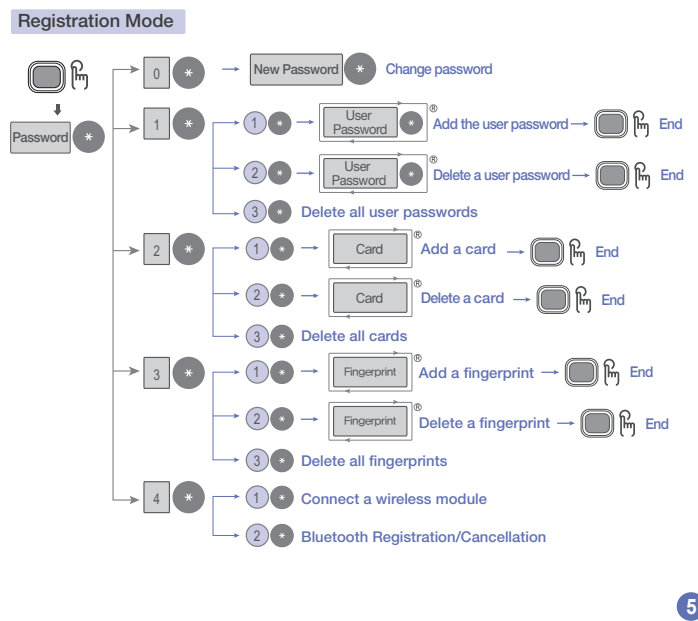 Registration Mode
0 * New Password * Change password
Password *
1 * 1 * User Password * ® Add the user password End
2 * User Password * ® Delete a user password End
3 * Delete all user passwords
2 * 1 * Card ® Add a card End
2 * Card ® Delete a card End
3 * Delete all cards
3 * 1 * Fingerprint ® Add a fingerprint End
2 * Fingerprint ® Delete a fingerprint End
3 * Delete all fingerprints
4 * 1 * Connect a wireless module
2 * Bluetooth Registration/Cancellation
5